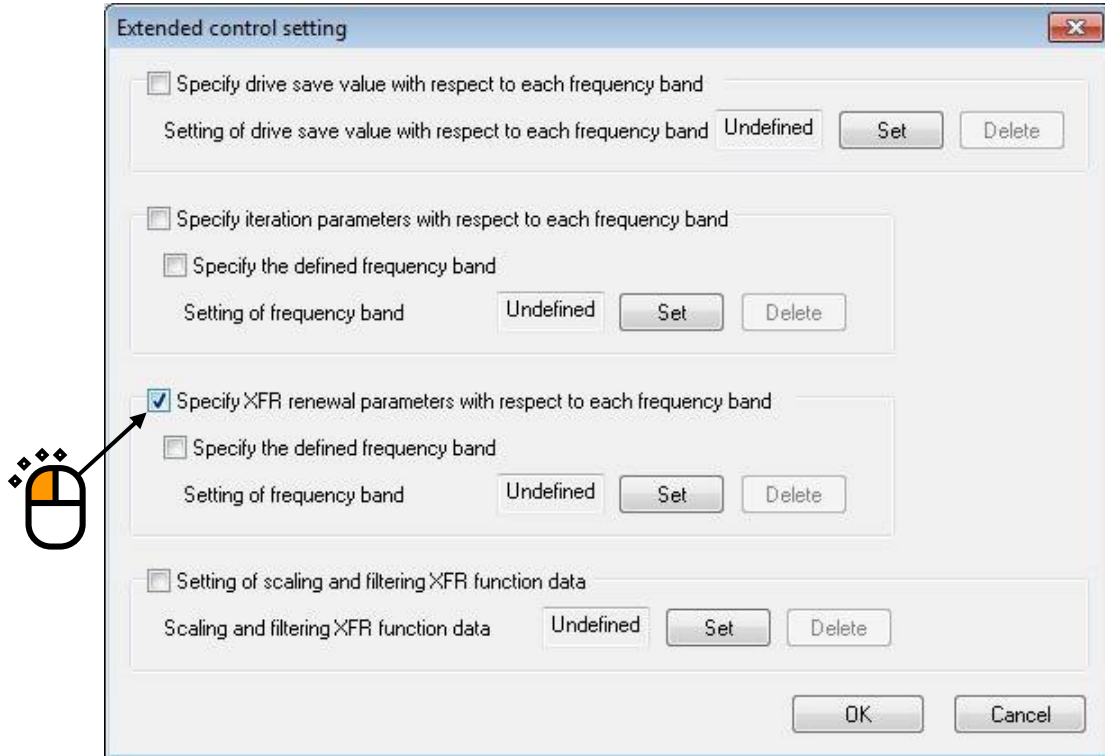 Extended control setting
Specify drive save value with respect to each frequency band
Setting of drive save value with respect to each frequency band Undefined Set Delete
Specify iteration parameters with respect to each frequency band
Specify the defined frequency band
Setting of frequency band Undefined Set Delete
Specify XFR renewal parameters with respect to each frequency band
Specify the defined frequency band
Setting of frequency band Undefined Set Delete
Setting of scaling and filtering XFR function data
Scaling and filtering XFR function data Undefined Set Delete
OK Cancel